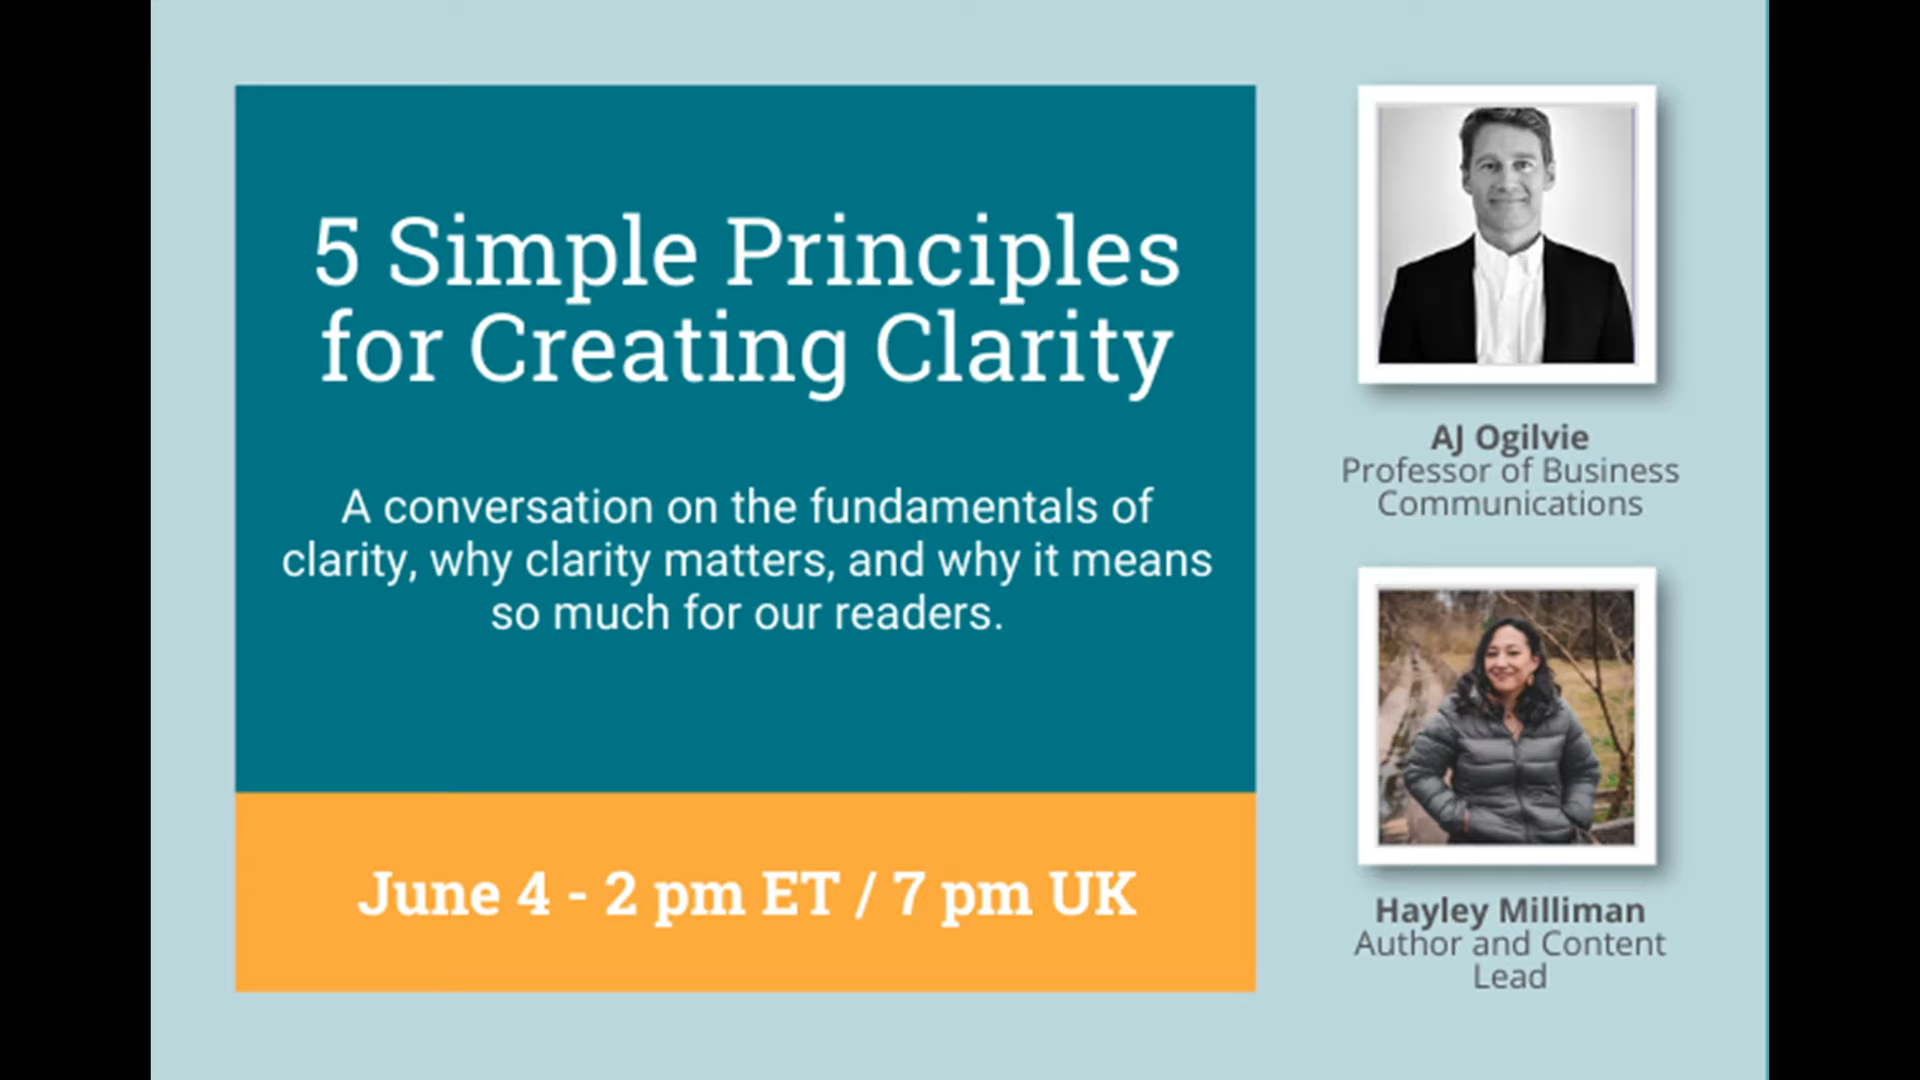 5 Simple Principles
for Creating Clarity
A conversation on the fundamentals of
clarity, why clarity matters, and why it means
so much for our readers.
June 4 - 2 pm ET / 7 pm UK
AJ Ogilvie
Professor of Business
Communications
Hayley Milliman
Author and Content
Lead